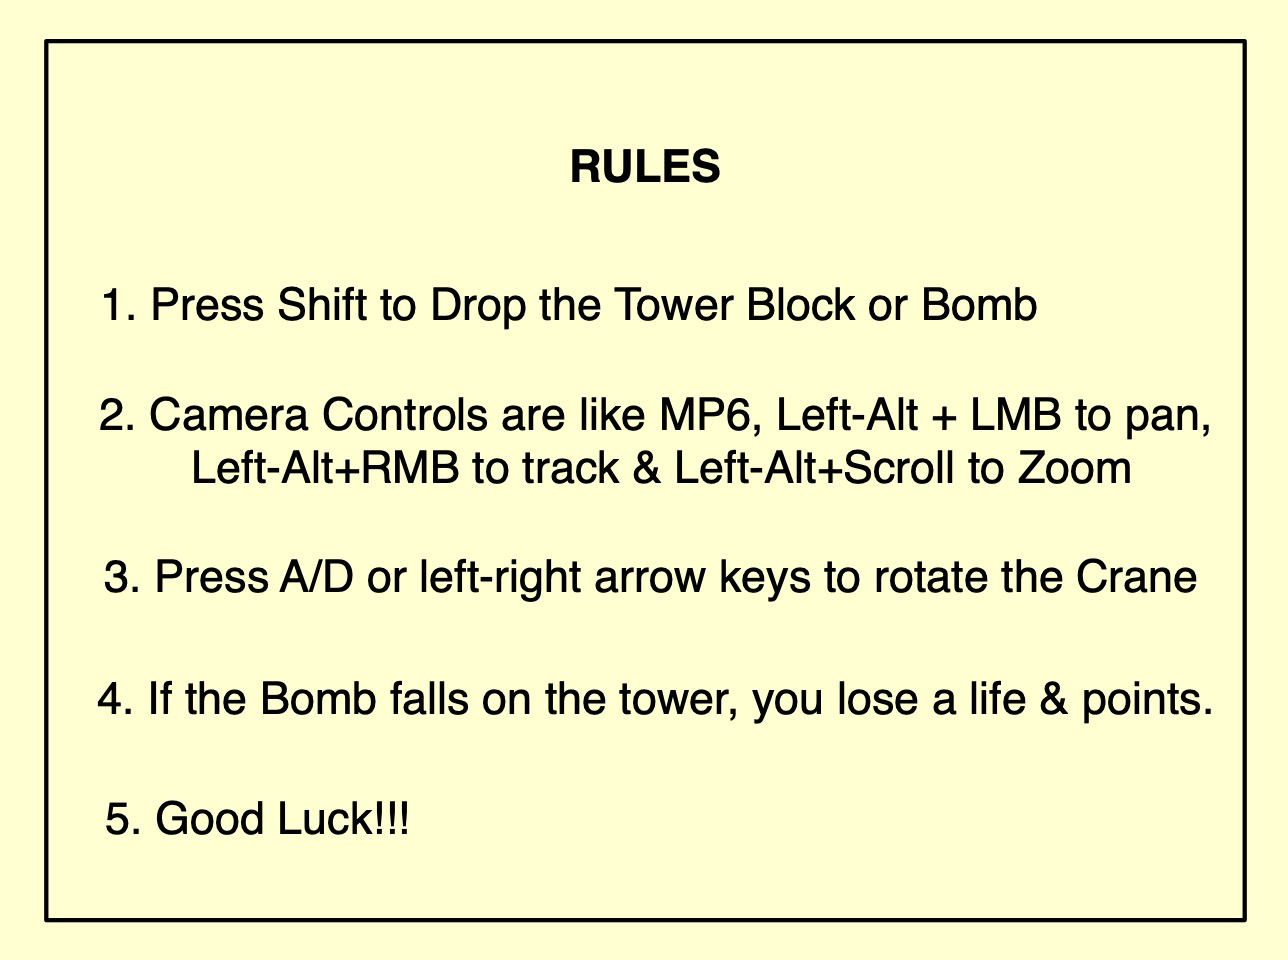 RULES
1. Press Shift to Drop the Tower Block or Bomb
2. Camera Controls are like MP6, Left-Alt + LMB to pan,
Left-Alt+RMB to track & Left-Alt+Scroll to Zoom
3. Press A/D or left-right arrow keys to rotate the Crane
4. If the Bomb falls on the tower, you lose a life & points.
5. Good Luck!!!